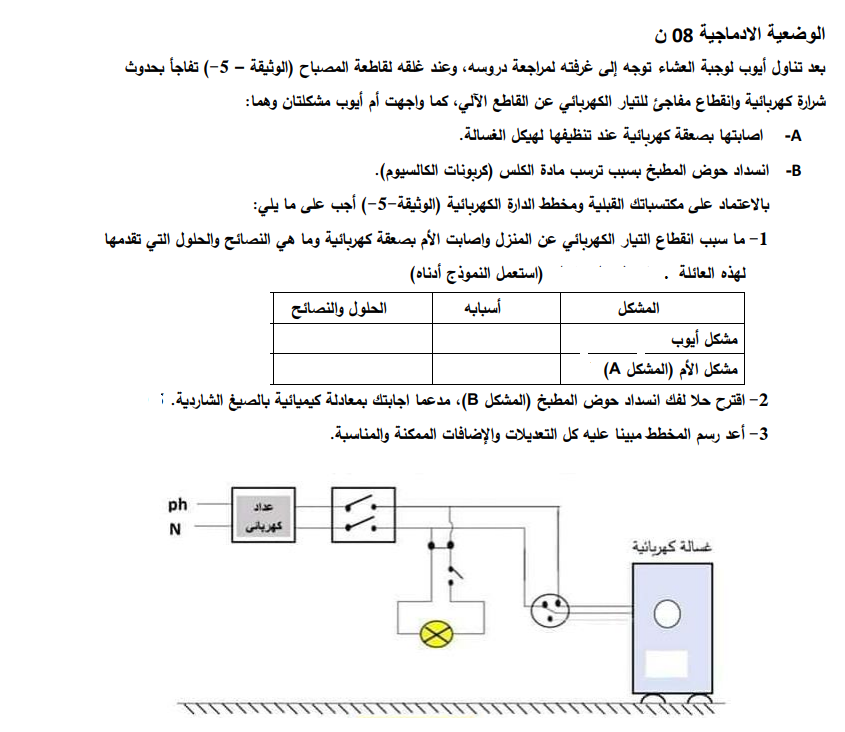 الوضعية الادماجية 08 ن
بعد تناول أيوب لوجبة العشاء توجه إلى غرفته لمراجعة دروسه، وعند غلقه لقاطعة المصباح (الوثيقة – 5-) تفاجأ بحدوث
شرارة كهربائية وانقطاع مفاجئ للتيار الكهربائي عن القاطع الآلي، كما واجهت أم أيوب مشكلتان وهما:
A- اصابتها بصعقة كهربائية عند تنظيفها لهيكل الغسالة.
B- انسداد حوض المطبخ بسبب ترسب مادة الكلس (كربونات الكالسيوم).
بالاعتماد على مكتسباتك القبلية ومخطط الدارة الكهربائية (الوثيقة-5-) أجب على ما يلي:
1- ما سبب انقطاع التيار الكهربائي عن المنزل واصابت الأم بصعقة كهربائية وما هي النصائح والحلول التي تقدمها
لهذه العائلة . (استعمل النموذج أدناه)
المشكل أسبابه الحلول والنصائح
مشكل أيوب
مشكل الأم (المشكل A)
2- اقترح حلا لفك انسداد حوض المطبخ (المشكل B)، مدعما اجابتك بمعادلة كيميائية بالصيغ الشاردية.
3- أعد رسم المخطط مبينا عليه كل التعديلات والإضافات الممكنة والمناسبة.
ph
N
عداد
كهربائي
غسالة كهربائية